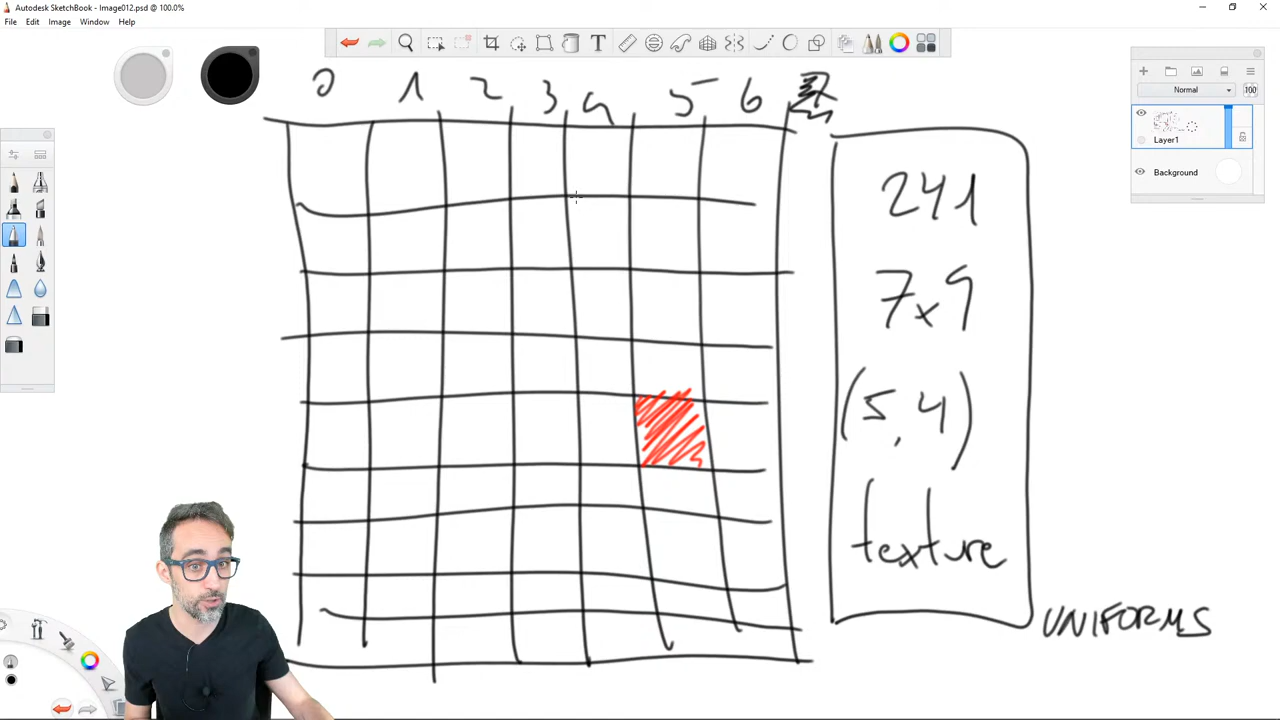 Autodesk SketchBook - Image012.psd @ 100.0%
File Edit Image Window Help
0 1 2 3 4 5 6
Normal 100
Layer1
Background
241
7x9
(5,4)
texture
UNIFORMS